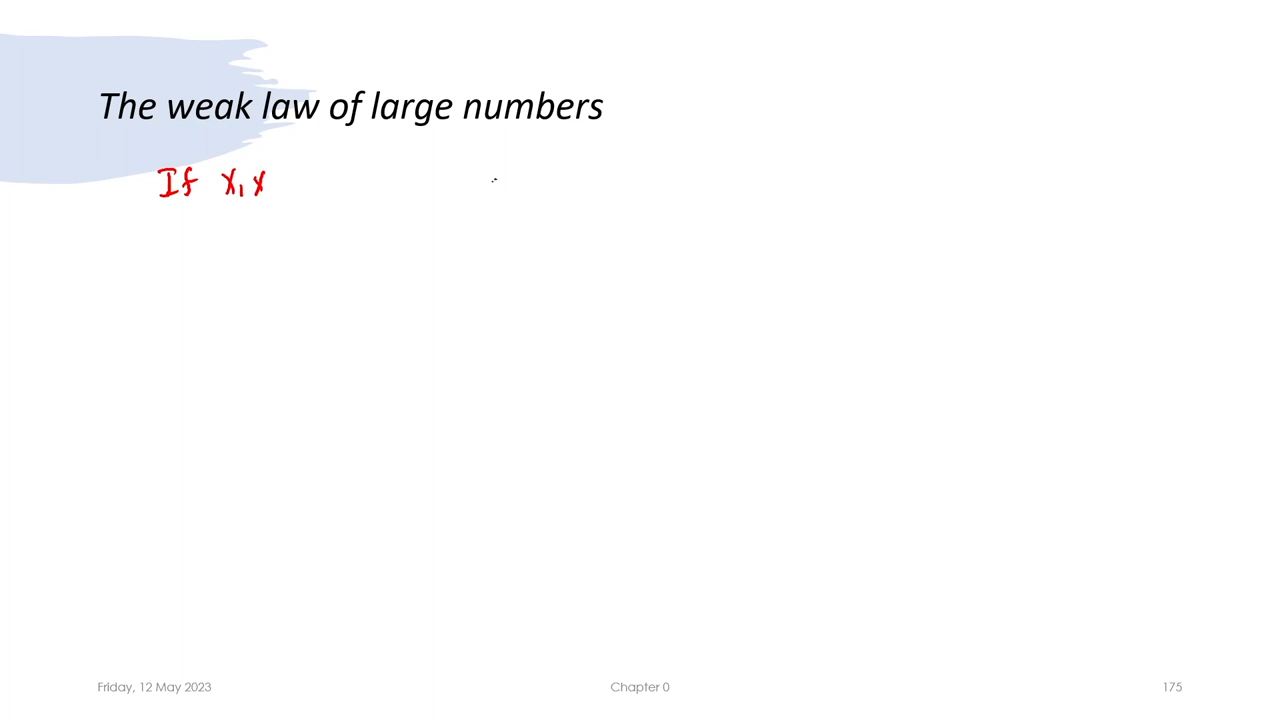 The weak law of large numbers
If X₁ X
Friday, 12 May 2023
Chapter 0
175